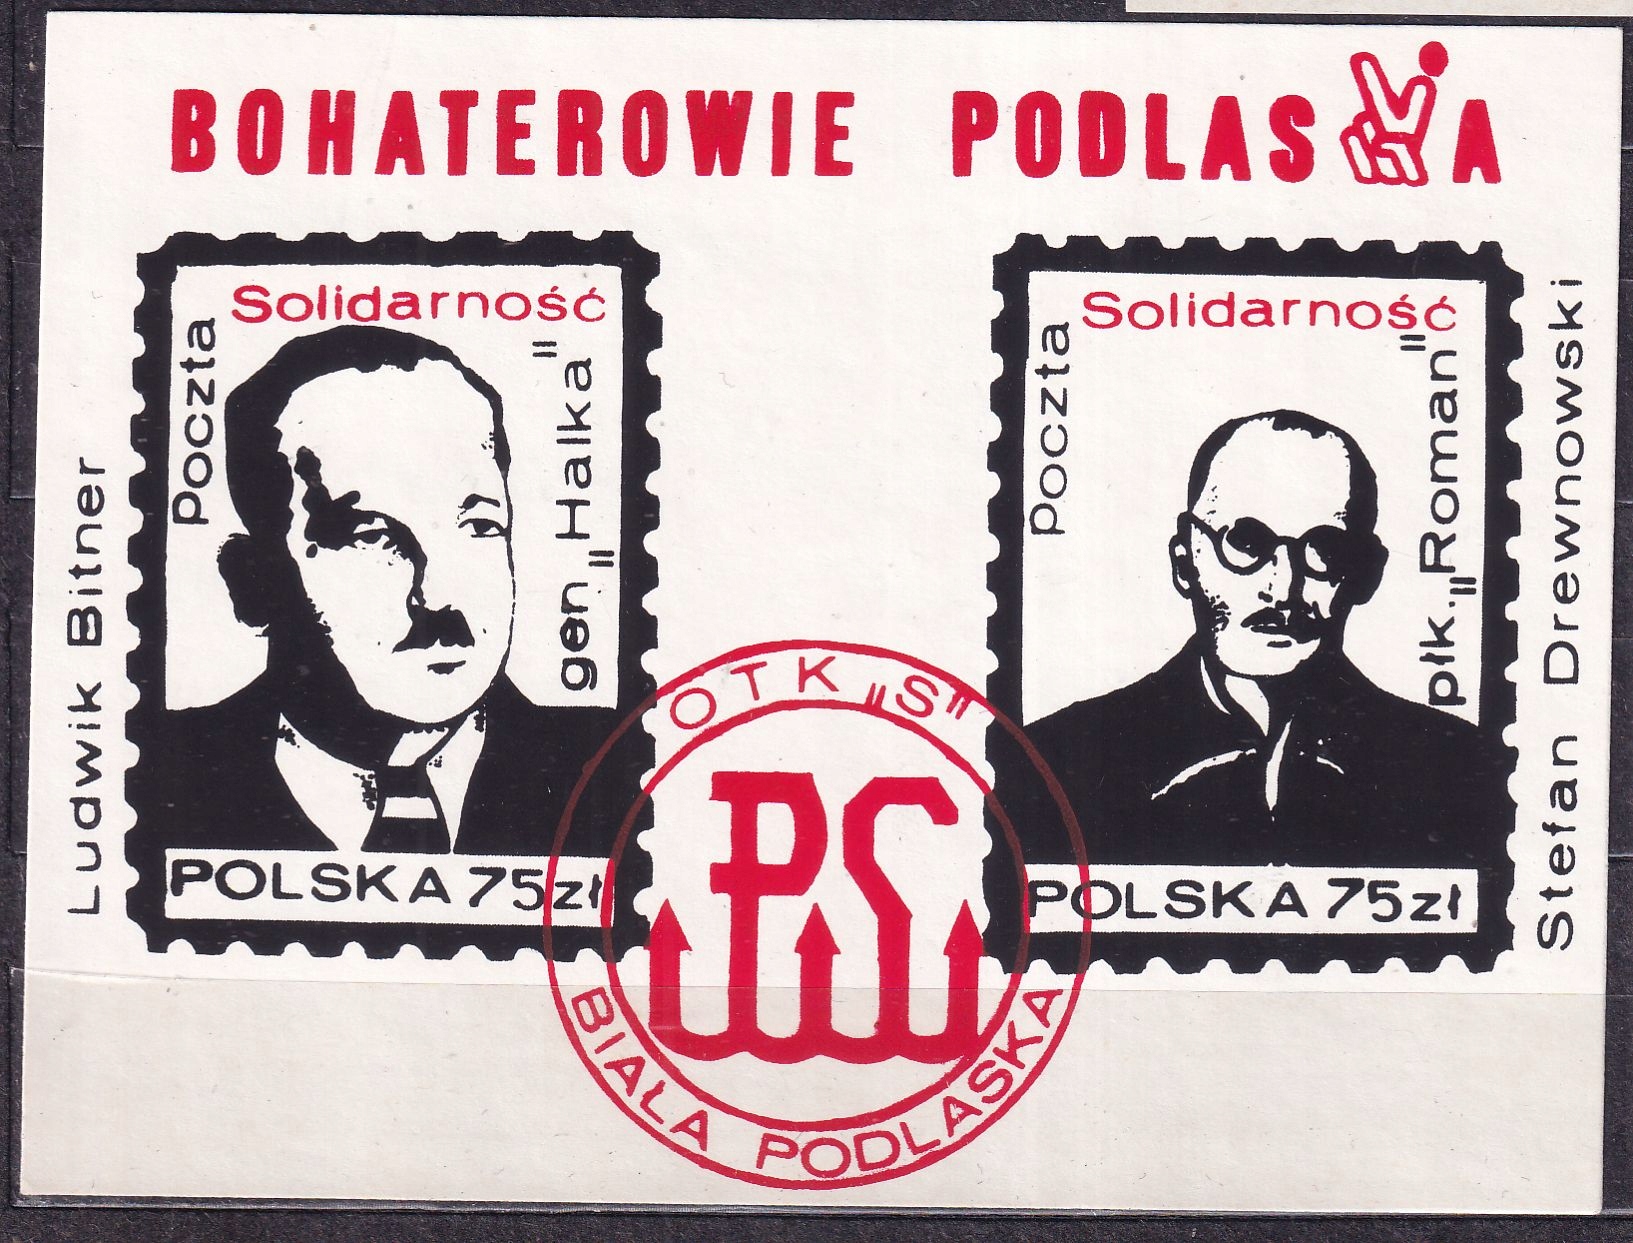 BOHATEROWIE PODLASKA
Ludwik Bitner
Poczta
Solidarność
gen „Halka"
POLSKA 75zł
Poczta
Solidarność
płk. „Roman"
POLSKA 75zł
Stefan Drewnowski
OTK „S"
PS
BIAŁA PODLASKA